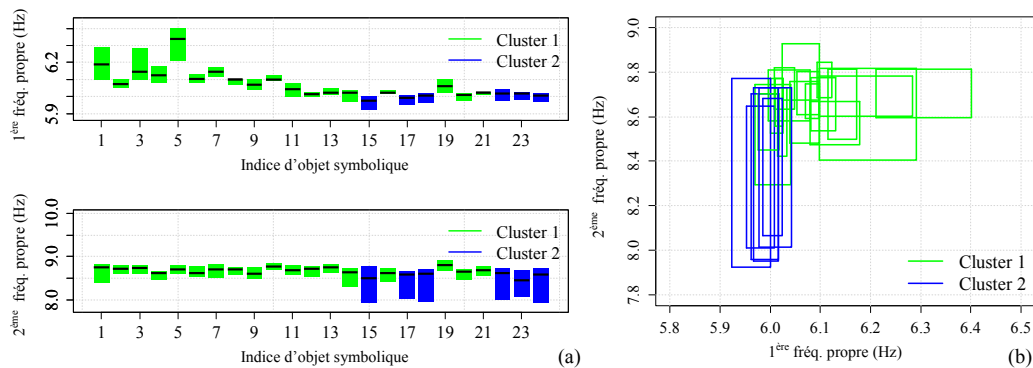 1ère fréq. propre (Hz)
6.2
5.9
Cluster 1
Cluster 2
1 3 5 7 9 11 13 15 17 19 21 23
Indice d'objet symbolique
2ème fréq. propre (Hz)
10.0
9.0
8.0
Cluster 1
Cluster 2
1 3 5 7 9 11 13 15 17 19 21 23
Indice d'objet symbolique
(a)
2ème fréq. propre (Hz)
9.0
8.8
8.6
8.4
8.2
8.0
7.8
Cluster 1
Cluster 2
5.8 5.9 6.0 6.1 6.2 6.3 6.4 6.5
1ère fréq. propre (Hz)
(b)